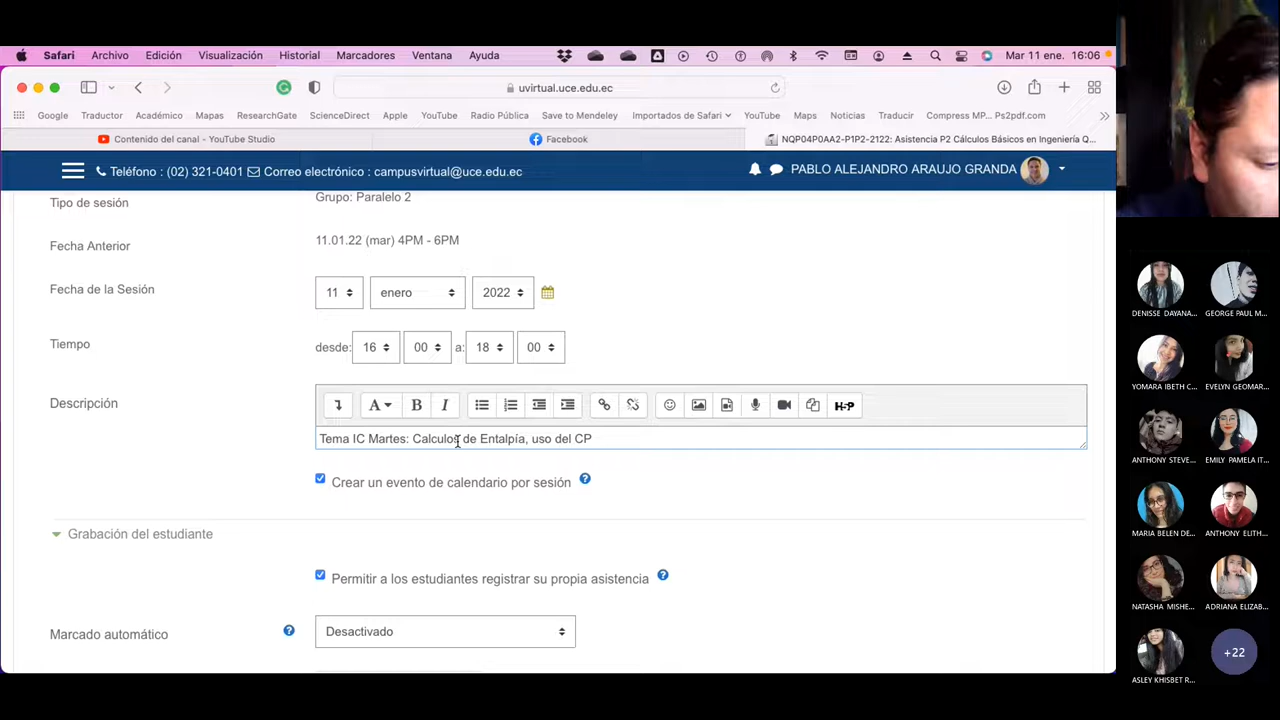 Safari Archivo Edición Visualización Historial Marcadores Ventana Ayuda Mar 11 ene. 16:06
uvirtual.uce.edu.ec
Google Traductor Académico Mapas ResearchGate ScienceDirect Apple YouTube Radio Pública Save to Mendeley Importados de Safari YouTube Maps Noticias Traducir Compress MP... Ps2pdf.com
Contenido del canal - YouTube Studio Facebook NQP04P0AA2-P1P2-2122: Asistencia P2 Cálculos Básicos en Ingeniería Q...
Teléfono : (02) 321-0401 Correo electrónico : campusvirtual@uce.edu.ec PABLO ALEJANDRO ARAUJO GRANDA
Tipo de sesión Grupo: Paralelo 2
Fecha Anterior 11.01.22 (mar) 4PM - 6PM
Fecha de la Sesión 11 enero 2022
Tiempo desde: 16 00 a: 18 00
Descripción
A B I H-P
Tema IC Martes: Calculos de Entalpía, uso del CP
Crear un evento de calendario por sesión
Grabación del estudiante
Permitir a los estudiantes registrar su propia asistencia
Marcado automático Desactivado
DENISSE DAYANA... GEORGE PAUL M...
YOMARA IBETH C... EVELYN GEOMAR...
ANTHONY STEVE... EMILY PAMELA IT...
MARIA BELEN DE... ANTHONY ELITH...
NATASHA MISHE... ADRIANA ELIZAB...
ASLEY KHISBET R... +22